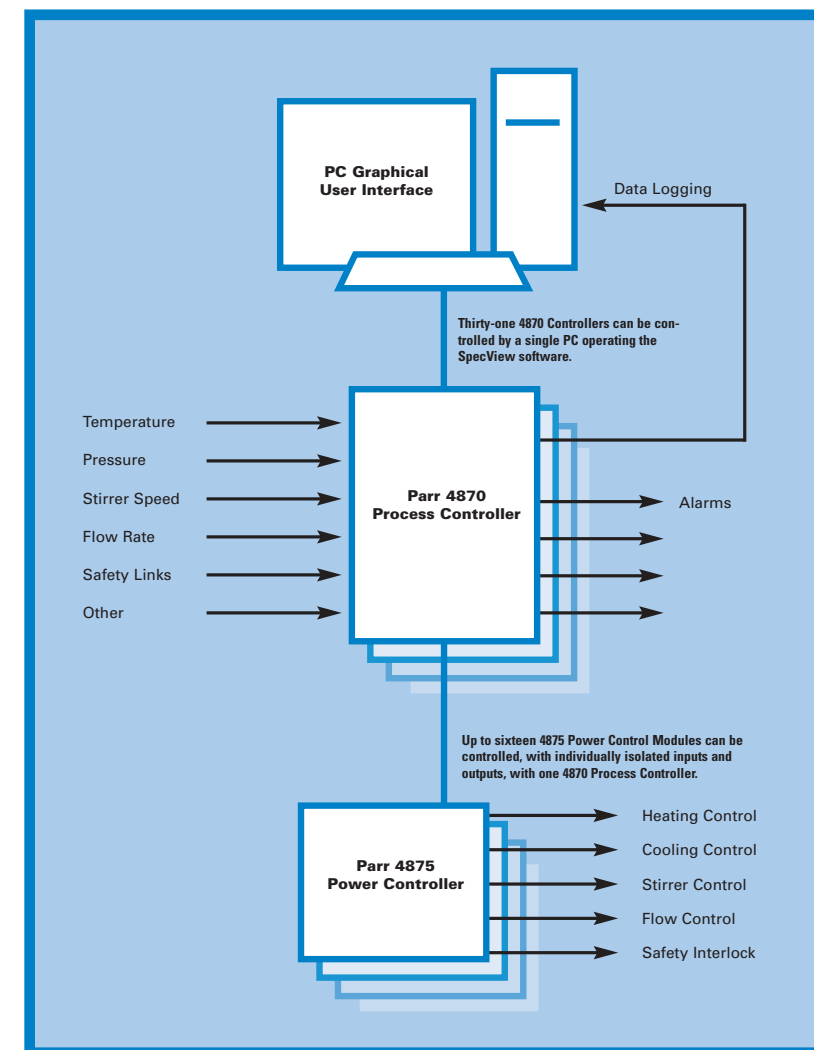 PC Graphical
User Interface
Data Logging
Thirty-one 4870 Controllers can be con-
trolled by a single PC operating the
SpecView software.
Temperature
Pressure
Stirrer Speed
Flow Rate
Safety Links
Other
Parr 4870
Process Controller
Alarms
Up to sixteen 4875 Power Control Modules can be
controlled, with individually isolated inputs and
outputs, with one 4870 Process Controller.
Parr 4875
Power Controller
Heating Control
Cooling Control
Stirrer Control
Flow Control
Safety Interlock